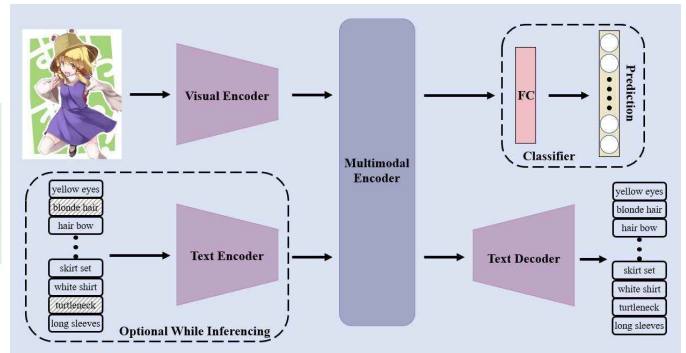 Visual Encoder
Multimodal
Encoder
FC
Prediction
Classifier
yellow eyes
blonde hair
hair bow
skirt set
white shirt
turtleneck
long sleeves
Text Encoder
Optional While Inferencing
Text Decoder
yellow eyes
blonde hair
hair bow
skirt set
white shirt
turtleneck
long sleeves